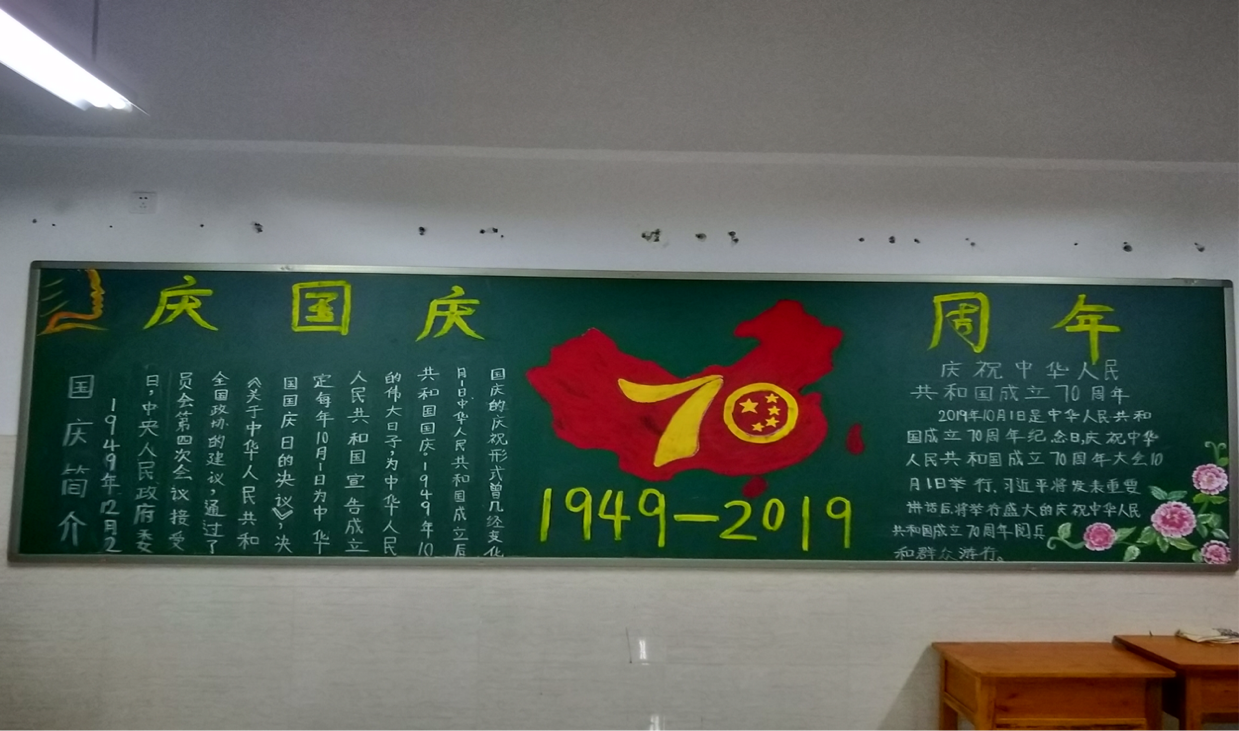 庆国庆
70
周年
国庆简介
1949年12月2
日,中央人民政府委
员会第四次会议接受
全国政协的建议,通过了
《关于中华人民共和
国国庆日的决议》,决
定每年10月1日为中华
人民共和国宣告成立
的伟大日子,为中华人民
共和国国庆-1949年10
月1日中华人民共和国成立后
国庆的庆祝形式曾几经变化
1949-2019
庆祝中华人民
共和国成立70周年
2019年10月1日是中华人民共和
国成立70周年纪念日,庆祝中华
人民共和国成立70周年大会10
月1日举行,习近平将发表重要
讲话后将举行盛大的庆祝中华人民
共和国成立70周年阅兵
和群众游行。